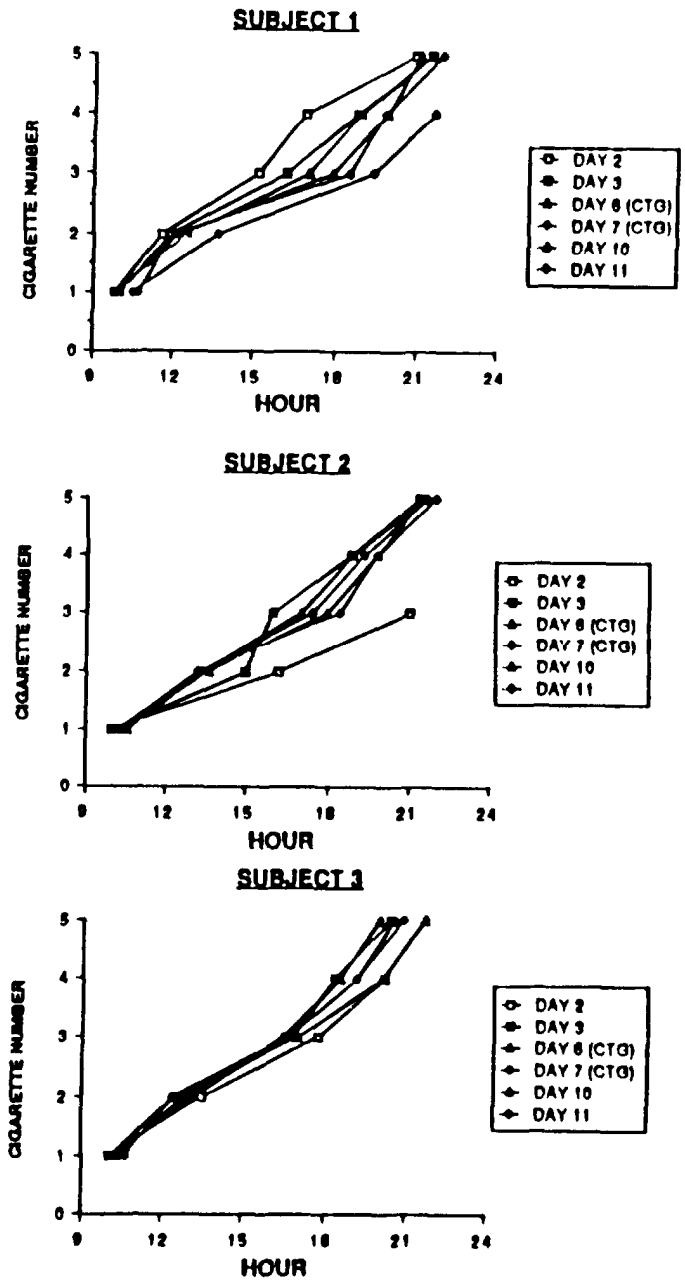 SUBJECT 1
CIGARETTE NUMBER
5
4
3
2
1
0
9 12 15 18 21 24
HOUR
DAY 2
DAY 3
DAY 6 (CTG)
DAY 7 (CTG)
DAY 10
DAY 11
SUBJECT 2
CIGARETTE NUMBER
5
4
3
2
1
0
9 12 15 18 21 24
HOUR
DAY 2
DAY 3
DAY 6 (CTG)
DAY 7 (CTG)
DAY 10
DAY 11
SUBJECT 3
CIGARETTE NUMBER
5
4
3
2
1
0
9 12 15 18 21 24
HOUR
DAY 2
DAY 3
DAY 6 (CTG)
DAY 7 (CTG)
DAY 10
DAY 11